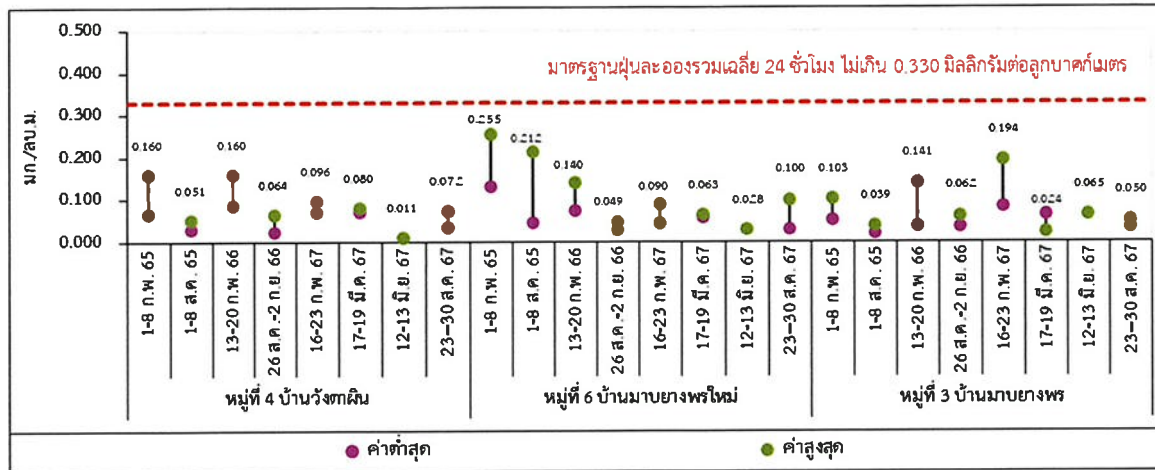 0.500
0.400
0.300
0.200
0.100
0.000
มก./ลบ.ม.
มาตรฐานฝุ่นละอองรวมเฉลี่ย 24 ชั่วโมง ไม่เกิน 0.330 มิลลิกรัมต่อลูกบาศก์เมตร
0.160
0.051
0.160
0.064
0.096
0.080
0.011
0.072
0.255
0.212
0.140
0.049
0.090
0.063
0.028
0.100
0.103
0.039
0.141
0.062
0.194
0.024
0.065
0.050
1-8 ก.พ. 65
1-8 ส.ค. 65
13-20 ก.พ. 66
26 ส.ค.-2 ก.ย. 66
16-23 ก.พ. 67
17-19 มี.ค. 67
12-13 มิ.ย. 67
23–30 ส.ค. 67
1-8 ก.พ. 65
1-8 ส.ค. 65
13-20 ก.พ. 66
26 ส.ค.-2 ก.ย. 66
16-23 ก.พ. 67
17-19 มี.ค. 67
12-13 มิ.ย. 67
23–30 ส.ค. 67
1-8 ก.พ. 65
1-8 ส.ค. 65
13-20 ก.พ. 66
26 ส.ค.-2 ก.ย. 66
16-23 ก.พ. 67
17-19 มี.ค. 67
12-13 มิ.ย. 67
23–30 ส.ค. 67
หมู่ที่ 4 บ้านวังตาผิน
หมู่ที่ 6 บ้านมาบยางพรใหม่
หมู่ที่ 3 บ้านมาบยางพร
ค่าต่ำสุด
ค่าสูงสุด